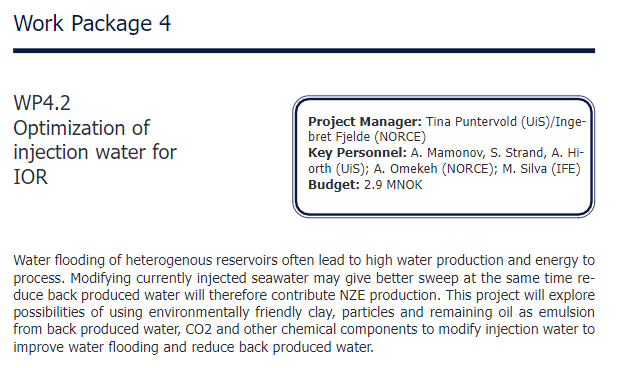 Work Package 4
WP4.2
Optimization of
injection water for
IOR
Project Manager: Tina Puntervold (UiS)/Inge-
bret Fjelde (NORCE)
Key Personnel: A. Mamonov, S. Strand, A. Hi-
orth (UiS); A. Omekeh (NORCE); M. Silva (IFE)
Budget: 2.9 MNOK
Water flooding of heterogenous reservoirs often lead to high water production and energy to
process. Modifying currently injected seawater may give better sweep at the same time re-
duce back produced water will therefore contribute NZE production. This project will explore
possibilities of using environmentally friendly clay, particles and remaining oil as emulsion
from back produced water, CO2 and other chemical components to modify injection water to
improve water flooding and reduce back produced water.